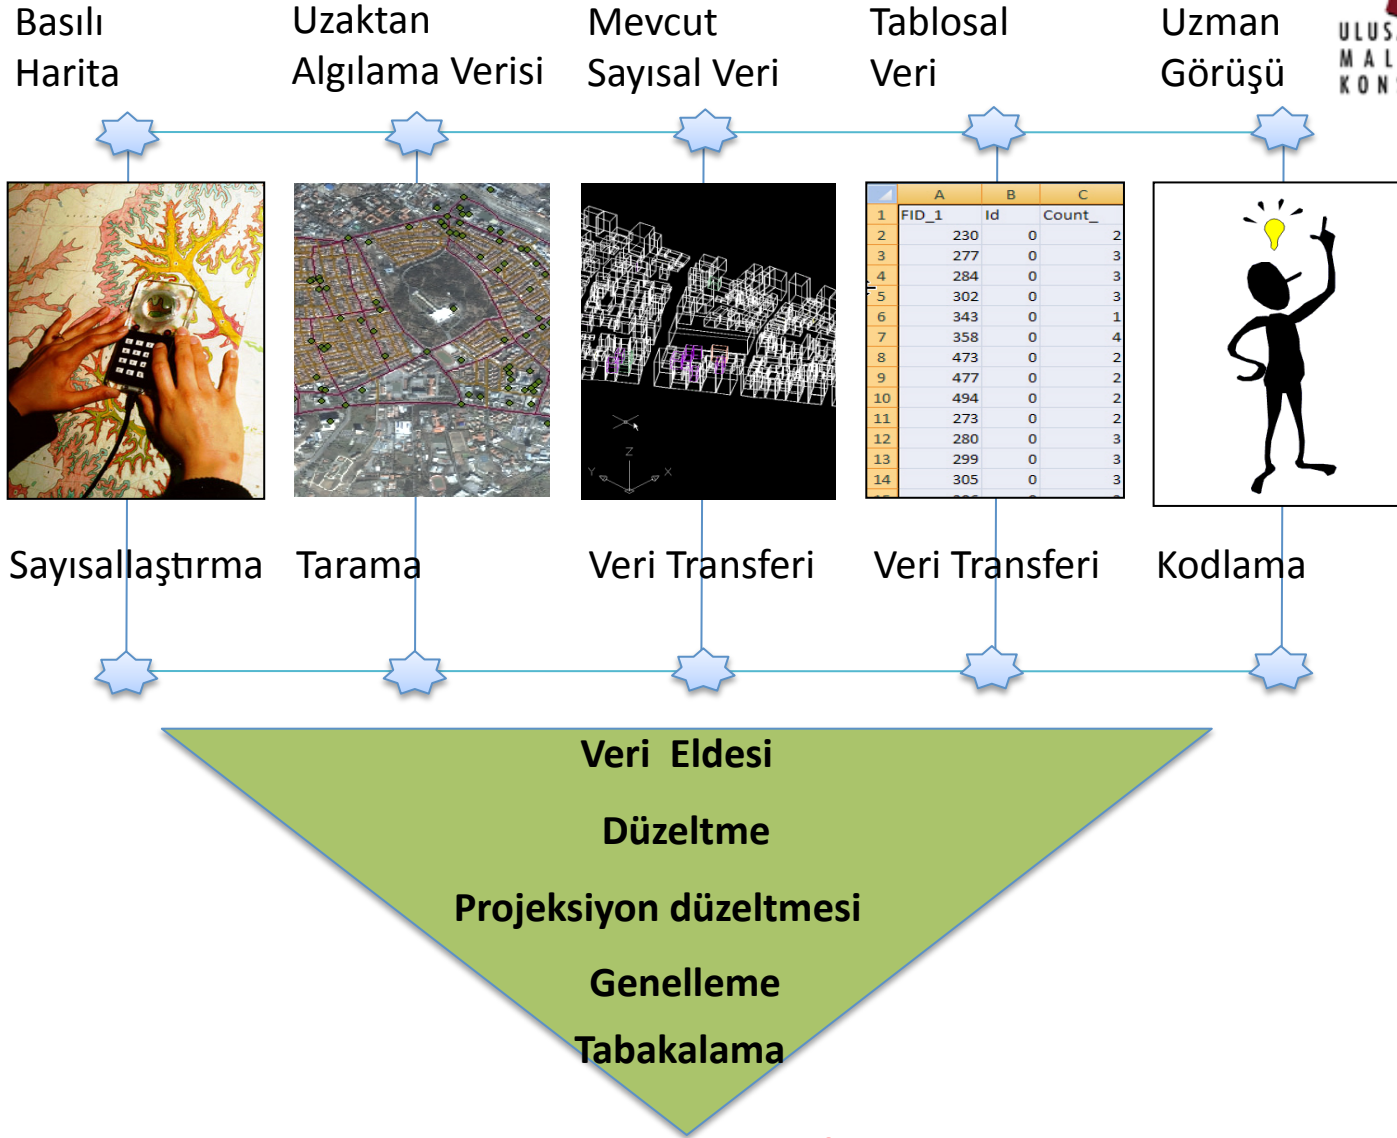 Basılı
Harita
Uzaktan
Algılama Verisi
Mevcut
Sayısal Veri
Tablosal
Veri
Uzman
Görüşü
A B C
1 FID_1 Id Count_
2 230 0 2
3 277 0 3
4 284 0 3
5 302 0 3
6 343 0 1
7 358 0 4
8 473 0 2
9 477 0 2
10 494 0 2
11 273 0 2
12 280 0 3
13 299 0 3
14 305 0 3
Z
Y X
Sayısallaştırma
Tarama
Veri Transferi
Veri Transferi
Kodlama
Veri Eldesi
Düzeltme
Projeksiyon düzeltmesi
Genelleme
Tabakalama